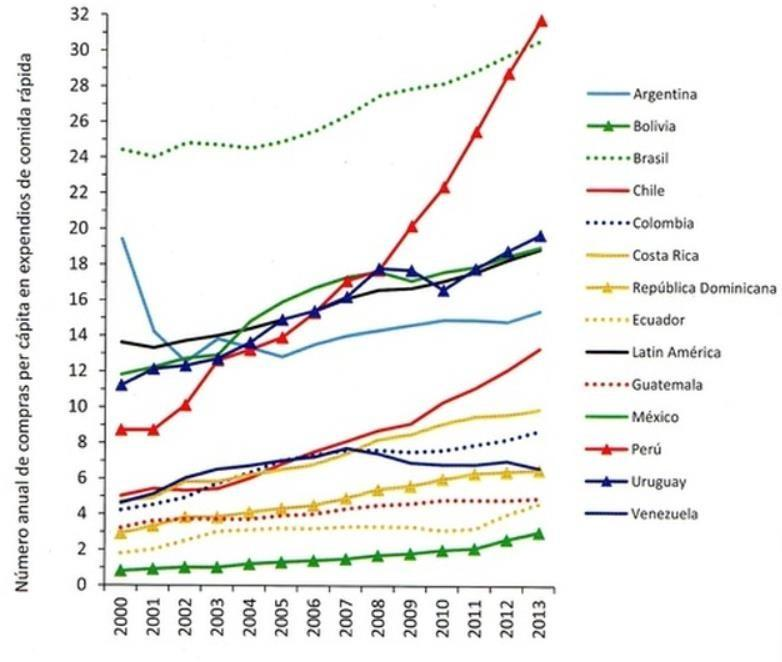 Número anual de compras per cápita en expendios de comida rápida
32
30
28
26
24
22
20
18
16
14
12
10
8
6
4
2
0
2000
2001
2002
2003
2004
2005
2006
2007
2008
2009
2010
2011
2012
2013
Argentina
Bolivia
Brasil
Chile
Colombia
Costa Rica
República Dominicana
Ecuador
Latin América
Guatemala
México
Perú
Uruguay
Venezuela